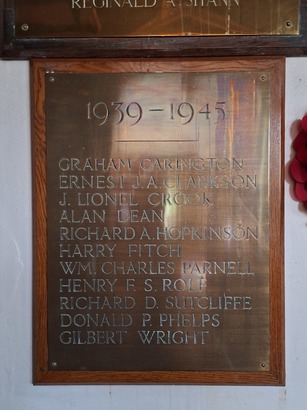 REGINALD A. SHANN
1939-1945
GRAHAM CARINGTON
ERNEST J. A. CLARKSON
J. LIONEL CROOK
ALAN DEAN
RICHARD A. HOPKINSON
HARRY FITCH
WM. CHARLES PARNELL
HENRY F. S. ROLF
RICHARD D. SUTCLIFFE
DONALD P. PHELPS
GILBERT WRIGHT